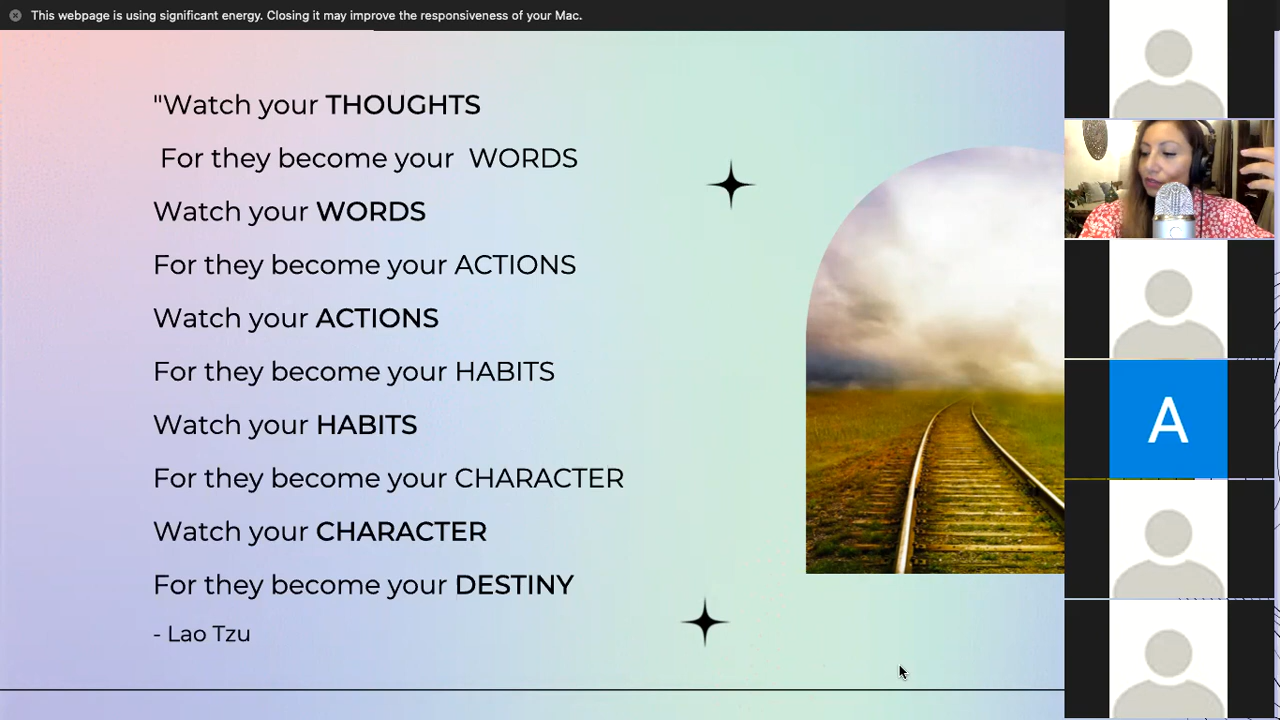 This webpage is using significant energy. Closing it may improve the responsiveness of your Mac.
"Watch your THOUGHTS
For they become your WORDS
Watch your WORDS
For they become your ACTIONS
Watch your ACTIONS
For they become your HABITS
Watch your HABITS
For they become your CHARACTER
Watch your CHARACTER
For they become your DESTINY
- Lao Tzu
A